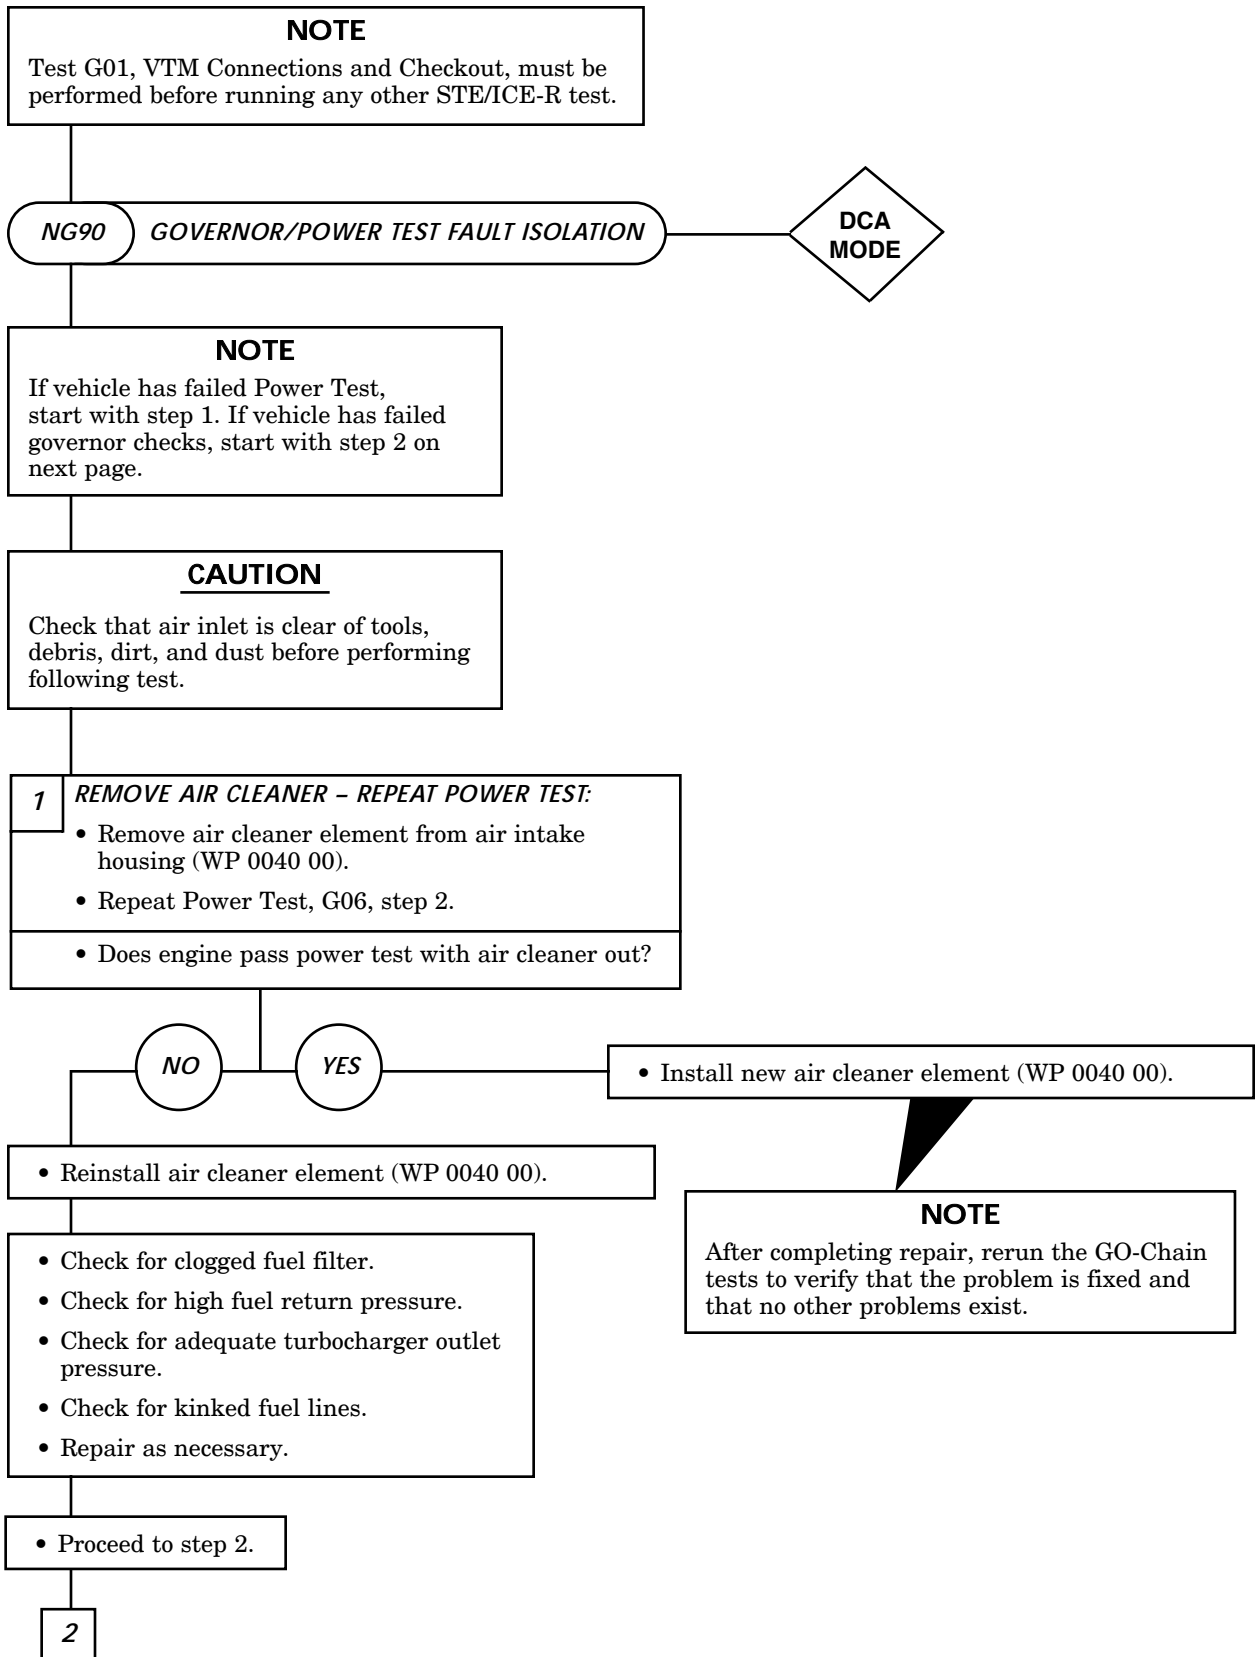 NOTE
Test G01, VTM Connections and Checkout, must be
performed before running any other STE/ICE-R test.
NG90 GOVERNOR/POWER TEST FAULT ISOLATION
DCA
MODE
NOTE
If vehicle has failed Power Test,
start with step 1. If vehicle has failed
governor checks, start with step 2 on
next page.
CAUTION
Check that air inlet is clear of tools,
debris, dirt, and dust before performing
following test.
1 REMOVE AIR CLEANER – REPEAT POWER TEST:
• Remove air cleaner element from air intake
housing (WP 0040 00).
• Repeat Power Test, G06, step 2.
• Does engine pass power test with air cleaner out?
NO
YES
• Install new air cleaner element (WP 0040 00).
NOTE
After completing repair, rerun the GO-Chain
tests to verify that the problem is fixed and
that no other problems exist.
• Reinstall air cleaner element (WP 0040 00).
• Check for clogged fuel filter.
• Check for high fuel return pressure.
• Check for adequate turbocharger outlet
pressure.
• Check for kinked fuel lines.
• Repair as necessary.
• Proceed to step 2.
2